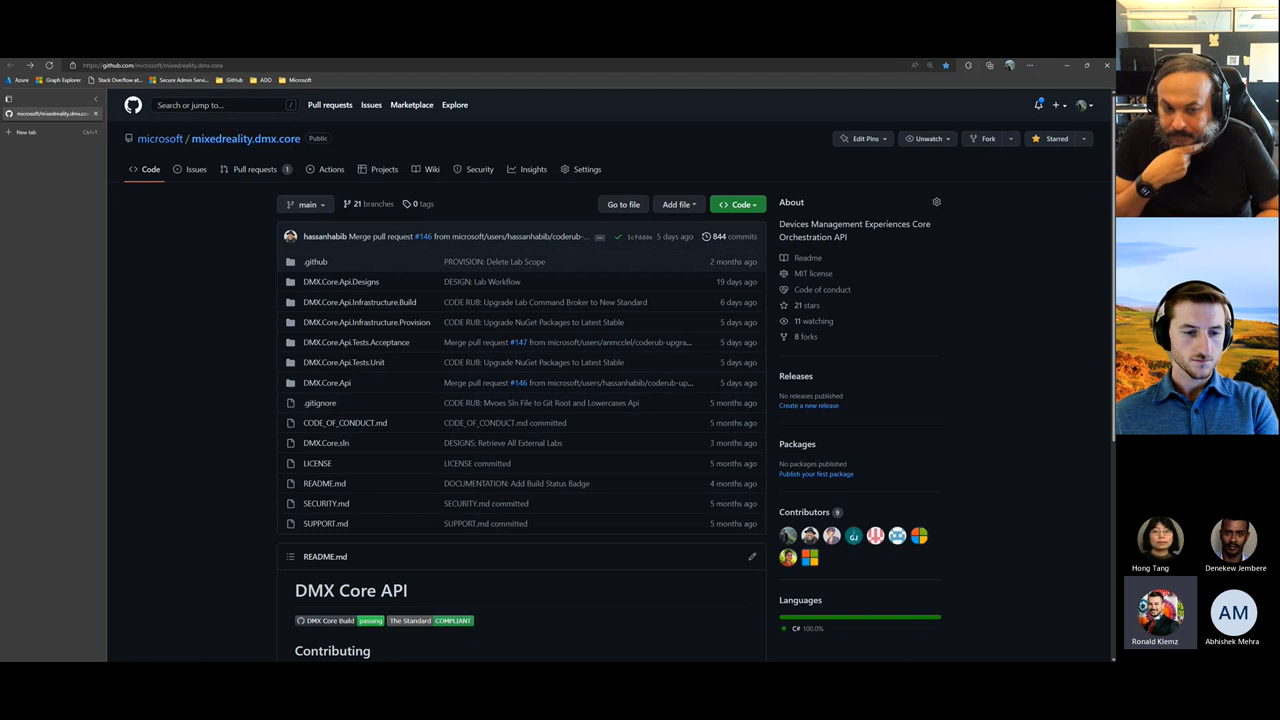 https://github.com/microsoft/mixedreality.dmx.core
Azure
Graph Explorer
Stack Overflow at...
Secure Admin Servi...
GitHub
AOO
Microsoft
microsoft/mixedreality.dmx.co...
New tab
Ctrl+T
Search or jump to...
/
Pull requests
Issues
Marketplace
Explore
microsoft / mixedreality.dmx.core
Public
Edit Pins
Unwatch
Fork
Starred
Code
Issues
Pull requests
1
Actions
Projects
Wiki
Security
Insights
Settings
main
21 branches
0 tags
Go to file
Add file
Code
hassanhabib Merge pull request #146 from microsoft/users/hassanhabib/coderub-...
1cfddde 5 days ago
844 commits
.github
PROVISION: Delete Lab Scope
2 months ago
DMX.Core.Api.Designs
DESIGN: Lab Workflow
19 days ago
DMX.Core.Api.Infrastructure.Build
CODE RUB: Upgrade Lab Command Broker to New Standard
6 days ago
DMX.Core.Api.Infrastructure.Provision
CODE RUB: Upgrade NuGet Packages to Latest Stable
5 days ago
DMX.Core.Api.Tests.Acceptance
Merge pull request #147 from microsoft/users/anmcclel/coderub-upgra...
5 days ago
DMX.Core.Api.Tests.Unit
CODE RUB: Upgrade NuGet Packages to Latest Stable
5 days ago
DMX.Core.Api
Merge pull request #146 from microsoft/users/hassanhabib/coderub-up...
5 days ago
.gitignore
CODE RUB: Mvoes Sln File to Git Root and Lowercases Api
5 months ago
CODE_OF_CONDUCT.md
CODE_OF_CONDUCT.md committed
5 months ago
DMX.Core.sln
DESIGNS: Retrieve All External Labs
3 months ago
LICENSE
LICENSE committed
5 months ago
README.md
DOCUMENTATION: Add Build Status Badge
4 months ago
SECURITY.md
SECURITY.md committed
5 months ago
SUPPORT.md
SUPPORT.md committed
5 months ago
README.md
DMX Core API
DMX Core Build passing
The Standard COMPLIANT
Contributing
About
Devices Management Experiences Core
Orchestration API
Readme
MIT license
Code of conduct
21 stars
11 watching
8 forks
Releases
No releases published
Create a new release
Packages
No packages published
Publish your first package
Contributors 9
GJ
Languages
C# 100.0%
Hong Tang
Denekew Jembere
Ronald Klemz
AM
Abhishek Mehra